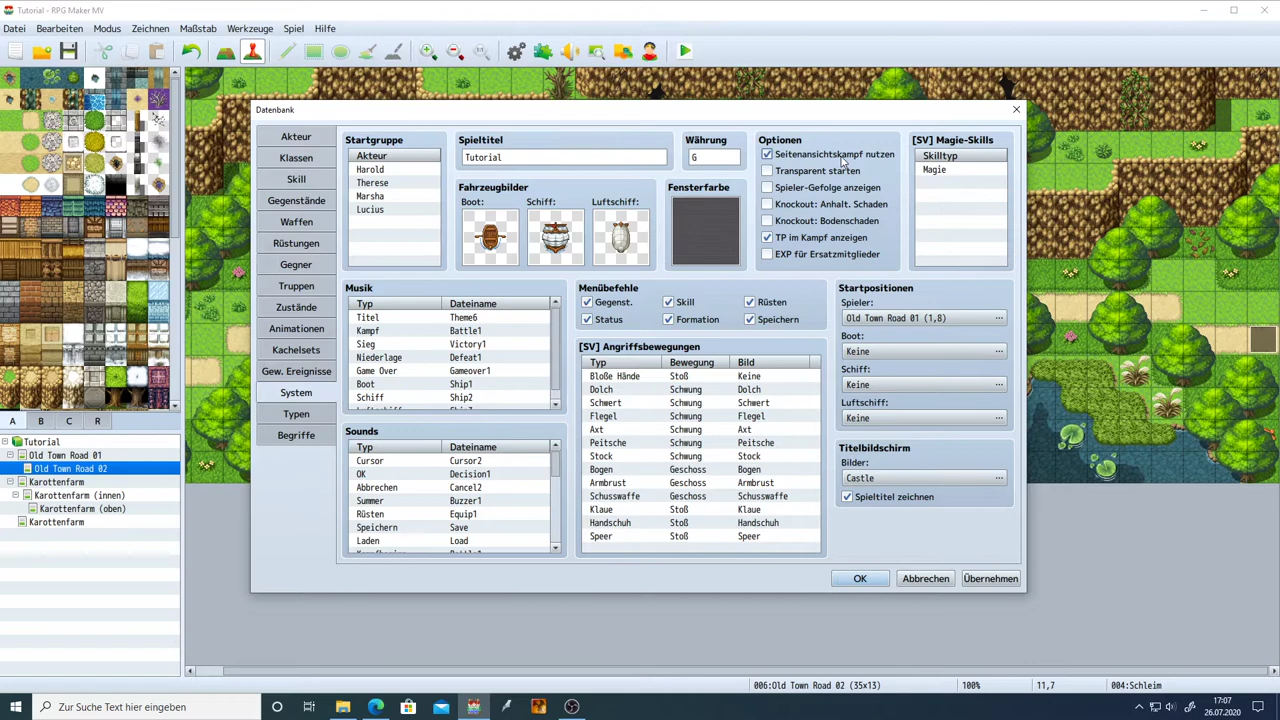 Tutorial - RPG Maker MV
Datei Bearbeiten Modus Zeichnen Maßstab Werkzeuge Spiel Hilfe
1:1
Datenbank
Akteur
Klassen
Skill
Gegenstände
Waffen
Rüstungen
Gegner
Truppen
Zustände
Animationen
Kachelsets
Gew. Ereignisse
System
Typen
Begriffe
Startgruppe
Akteur
Harold
Therese
Marsha
Lucius
Spieltitel
Tutorial
Währung
G
Fahrzeugbilder
Boot: Schiff: Luftschiff:
Fensterfarbe
Optionen
Seitenansichtskampf nutzen
Transparent starten
Spieler-Gefolge anzeigen
Knockout: Anhalt. Schaden
Knockout: Bodenschaden
TP im Kampf anzeigen
EXP für Ersatzmitglieder
[SV] Magie-Skills
Skilltyp
Magie
Musik
Typ Dateiname
Titel Theme6
Kampf Battle1
Sieg Victory1
Niederlage Defeat1
Game Over Gameover1
Boot Ship1
Schiff Ship2
Sounds
Typ Dateiname
Cursor Cursor2
OK Decision1
Abbrechen Cancel2
Summer Buzzer1
Rüsten Equip1
Speichern Save
Laden Load
Menübefehle
Gegenst. Skill Rüsten
Status Formation Speichern
[SV] Angriffsbewegungen
Typ Bewegung Bild
Bloße Hände Stoß Keine
Dolch Schwung Dolch
Schwert Schwung Schwert
Flegel Schwung Flegel
Axt Schwung Axt
Peitsche Schwung Peitsche
Stock Schwung Stock
Bogen Geschoss Bogen
Armbrust Geschoss Armbrust
Schusswaffe Geschoss Schusswaffe
Klaue Stoß Klaue
Handschuh Stoß Handschuh
Speer Stoß Speer
Startpositionen
Spieler:
Old Town Road 01 (1,8) ...
Boot:
Keine ...
Schiff:
Keine ...
Luftschiff:
Keine ...
Titelbildschirm
Bilder:
Castle ...
Spieltitel zeichnen
OK Abbrechen Übernehmen
A B C R
Tutorial
Old Town Road 01
Old Town Road 02
Karottenfarm
Karottenfarm (innen)
Karottenfarm (oben)
Karottenfarm
006:Old Town Road 02 (35x13) 100% 11,7 004:Schleim
Zur Suche Text hier eingeben
17:07
26.07.2020